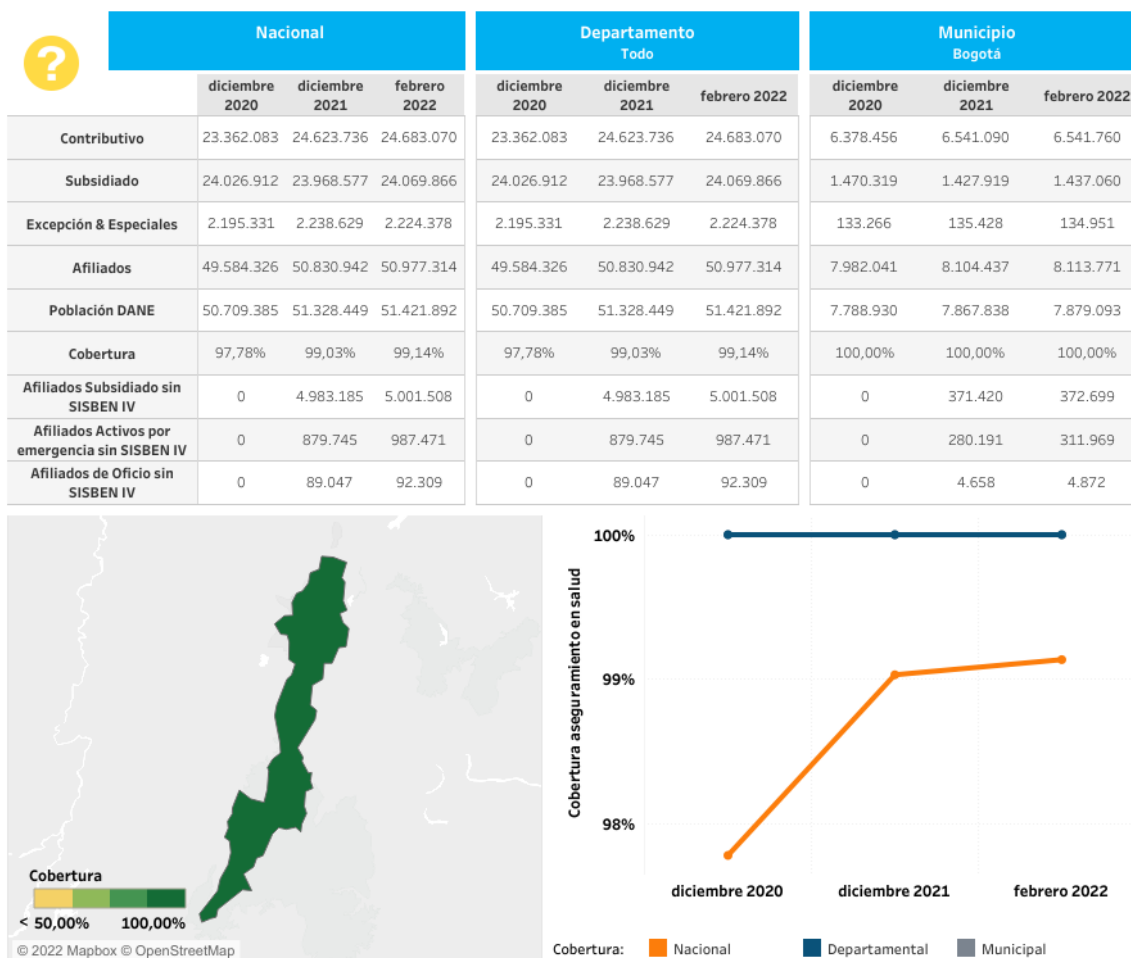 ?
Nacional
Departamento
Todo
Municipio
Bogotá
diciembre 2020 diciembre 2021 febrero 2022 diciembre 2020 diciembre 2021 febrero 2022 diciembre 2020 diciembre 2021 febrero 2022
Contributivo 23.362.083 24.623.736 24.683.070 23.362.083 24.623.736 24.683.070 6.378.456 6.541.090 6.541.760
Subsidiado 24.026.912 23.968.577 24.069.866 24.026.912 23.968.577 24.069.866 1.470.319 1.427.919 1.437.060
Excepción & Especiales 2.195.331 2.238.629 2.224.378 2.195.331 2.238.629 2.224.378 133.266 135.428 134.951
Afiliados 49.584.326 50.830.942 50.977.314 49.584.326 50.830.942 50.977.314 7.982.041 8.104.437 8.113.771
Población DANE 50.709.385 51.328.449 51.421.892 50.709.385 51.328.449 51.421.892 7.788.930 7.867.838 7.879.093
Cobertura 97,78% 99,03% 99,14% 97,78% 99,03% 99,14% 100,00% 100,00% 100,00%
Afiliados Subsidiado sin SISBEN IV 0 4.983.185 5.001.508 0 4.983.185 5.001.508 0 371.420 372.699
Afiliados Activos por emergencia sin SISBEN IV 0 879.745 987.471 0 879.745 987.471 0 280.191 311.969
Afiliados de Oficio sin SISBEN IV 0 89.047 92.309 0 89.047 92.309 0 4.658 4.872
Cobertura
< 50,00% 100,00%
© 2022 Mapbox © OpenStreetMap
Cobertura aseguramiento en salud
100%
99%
98%
diciembre 2020 diciembre 2021 febrero 2022
Cobertura: Nacional Departamental Municipal